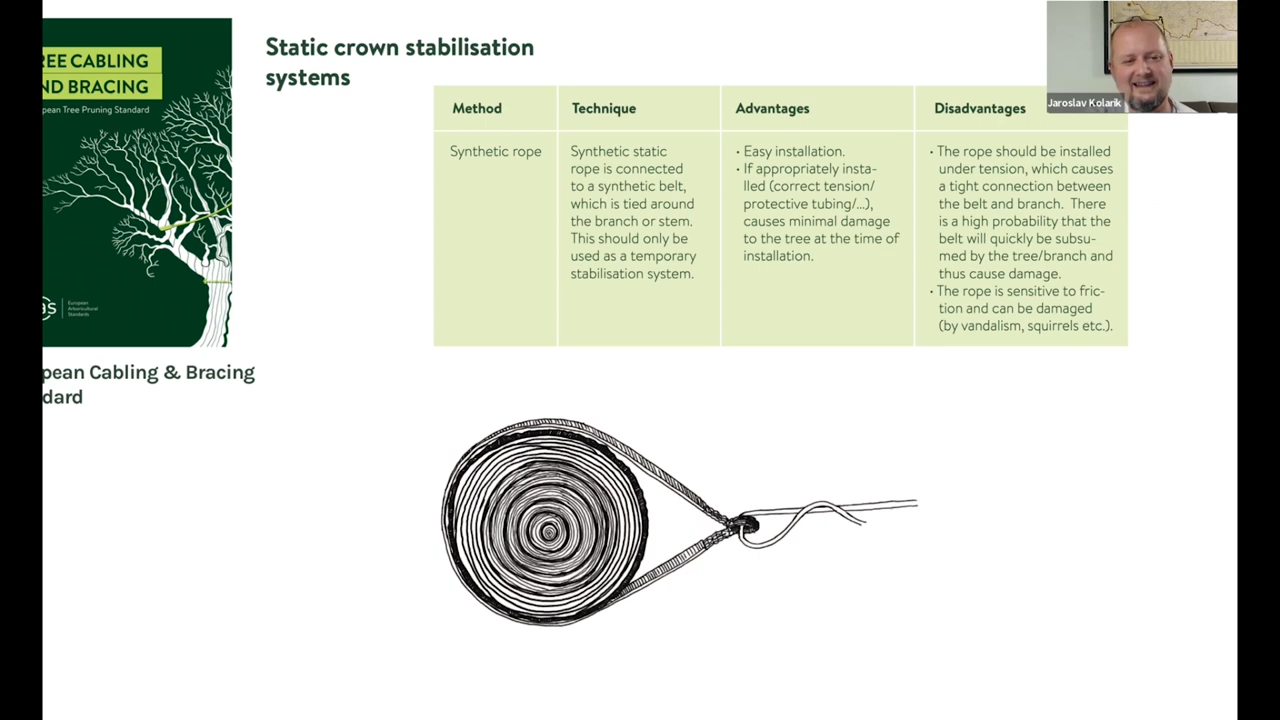 REE CABLING
ND BRACING
pean Tree Pruning Standard
as
European
Arboricultural
Standards
pean Cabling & Bracing
dard
Static crown stabilisation
systems
Method
Technique
Advantages
Disadvantages
Synthetic rope
Synthetic static
rope is connected
to a synthetic belt,
which is tied around
the branch or stem.
This should only be
used as a temporary
stabilisation system.
• Easy installation.
• If appropriately insta-
lled (correct tension/
protective tubing/...),
causes minimal damage
to the tree at the time of
installation.
• The rope should be installed
under tension, which causes
a tight connection between
the belt and branch. There
is a high probability that the
belt will quickly be subsu-
med by the tree/branch and
thus cause damage.
• The rope is sensitive to fric-
tion and can be damaged
(by vandalism, squirrels etc.).
Jaroslav Kolarik